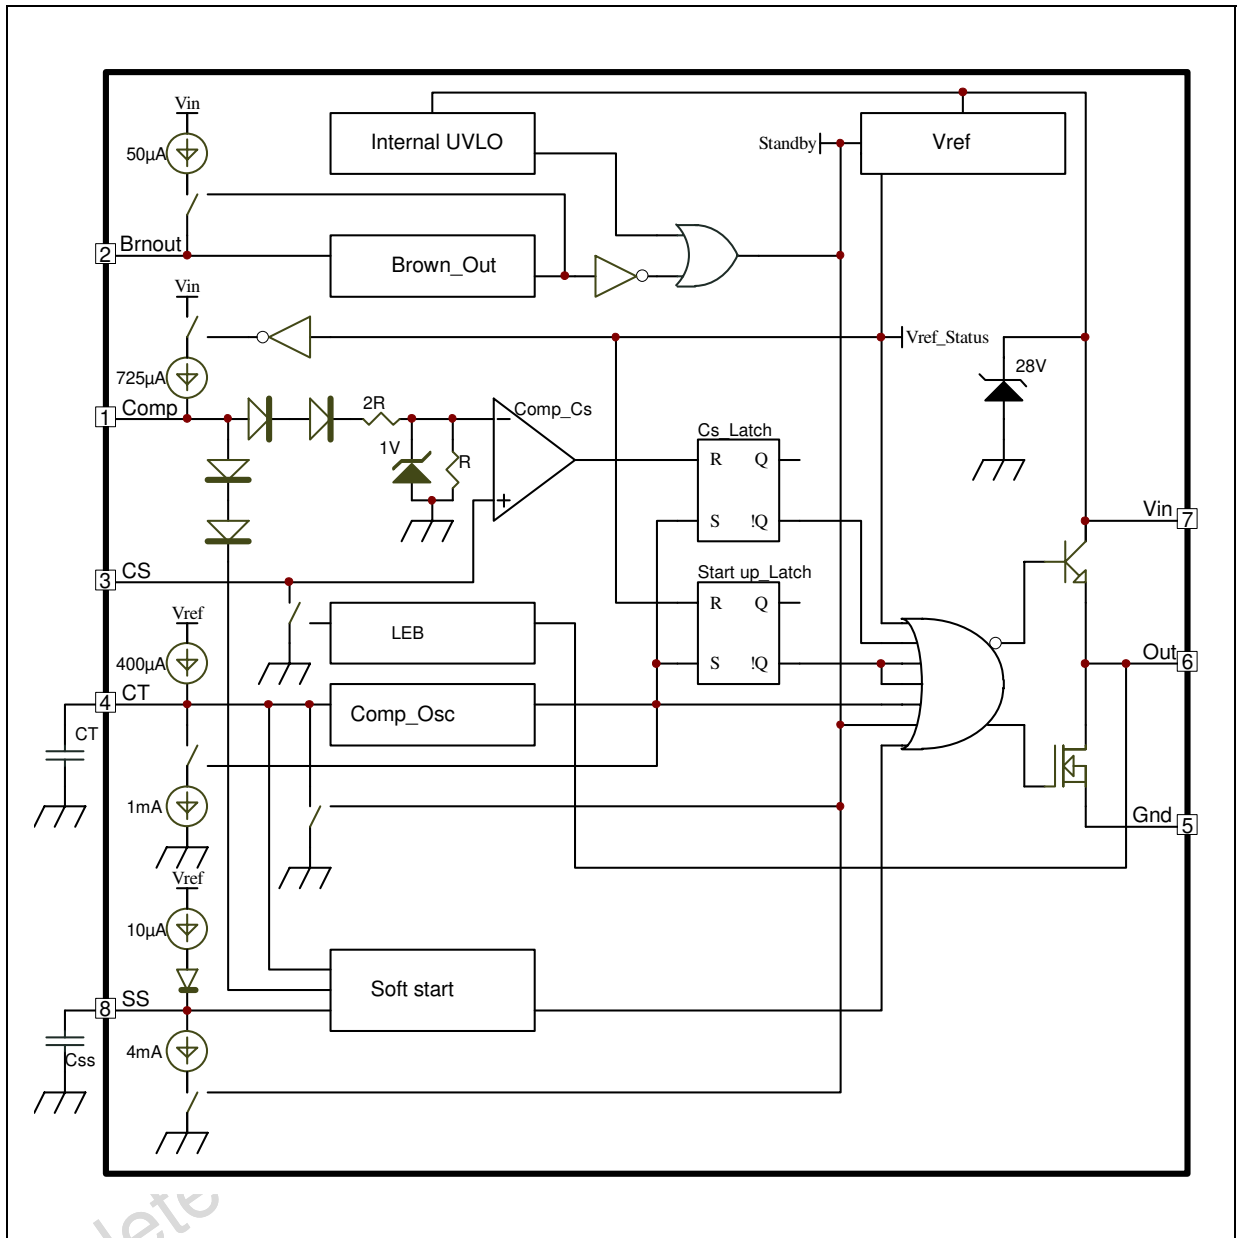 Vin
50µA
Internal UVLO
Standby
Vref
2
Brnout
Brown_Out
Vin
Vref_Status
28V
725µA
1
Comp
2R
Comp_Cs
1V
R
Cs_Latch
R Q
S !Q
Vin
7
3
CS
Start up_Latch
R Q
S !Q
Vref
LEB
400µA
Out
6
4
CT
CT
Comp_Osc
1mA
Gnd
5
Vref
10µA
Soft start
8
SS
4mA
Css
lete